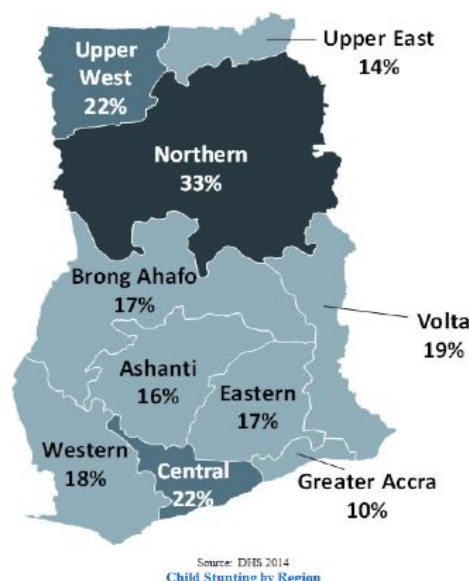 Upper
West
22%
Upper East
14%
Northern
33%
Brong Ahafo
17%
Volta
19%
Ashanti
16%
Eastern
17%
Western
18%
Central
22%
Greater Accra
10%
Source: DHS 2014
Child Stunting by Region